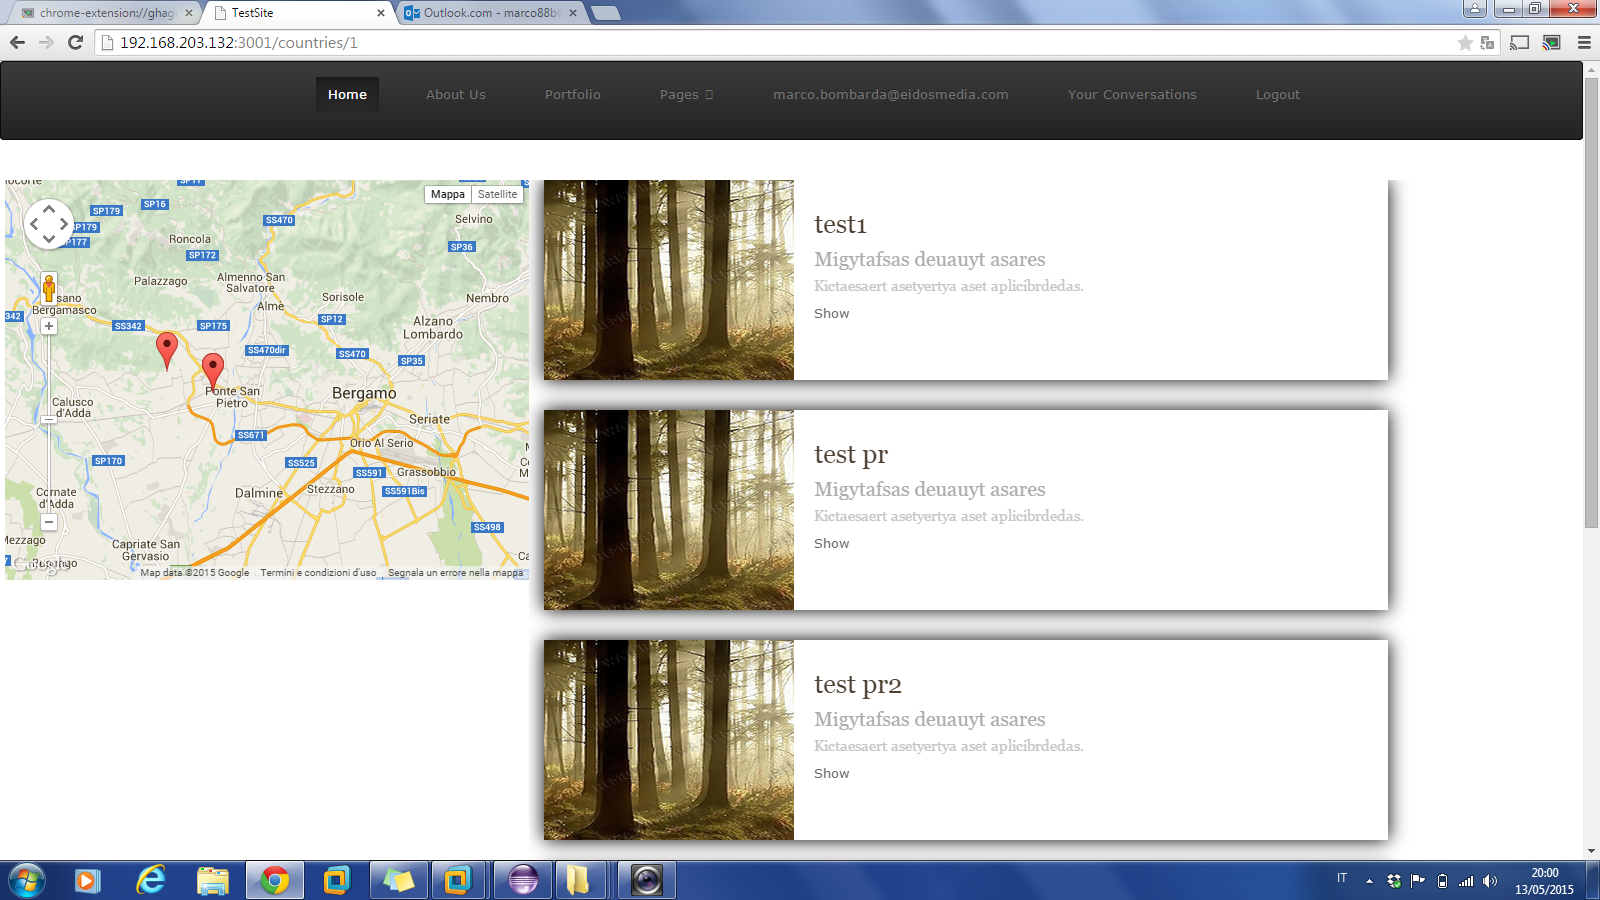 chrome-extension://ghag
TestSite
Outlook.com - marco88b
192.168.203.132:3001/countries/1
Home
About Us
Portfolio
Pages
marco.bombarda@eidosmedia.com
Your Conversations
Logout
Mappa
Satellite
SP179
SP16
SS470
Selvino
SP179
SP177
Roncola
SP36
SP172
Palazzago
Almenno San
Salvatore
Nembro
Sorisole
Bergamasco
Almè
342
SS342
SP175
SP12
Alzano
Lombardo
SS470dir
SS470
SP35
Ponte San
Pietro
Bergamo
Calusco
d'Adda
Seriate
SS671
Orio Al Serio
SP170
SS525
SS591
Grassobbio
Dalmine
Stezzano
SS591Bis
Cornate
d'Adda
SS498
Mezzago
Capriate San
Gervasio
Google
Map data ©2015 Google
Termini e condizioni d'uso
Segnala un errore nella mappa
test1
Migytafsas deuauyt asares
Kictaesaert asetyertya aset aplicibrdedas.
Show
test pr
Migytafsas deuauyt asares
Kictaesaert asetyertya aset aplicibrdedas.
Show
test pr2
Migytafsas deuauyt asares
Kictaesaert asetyertya aset aplicibrdedas.
Show
IT
20:00
13/05/2015